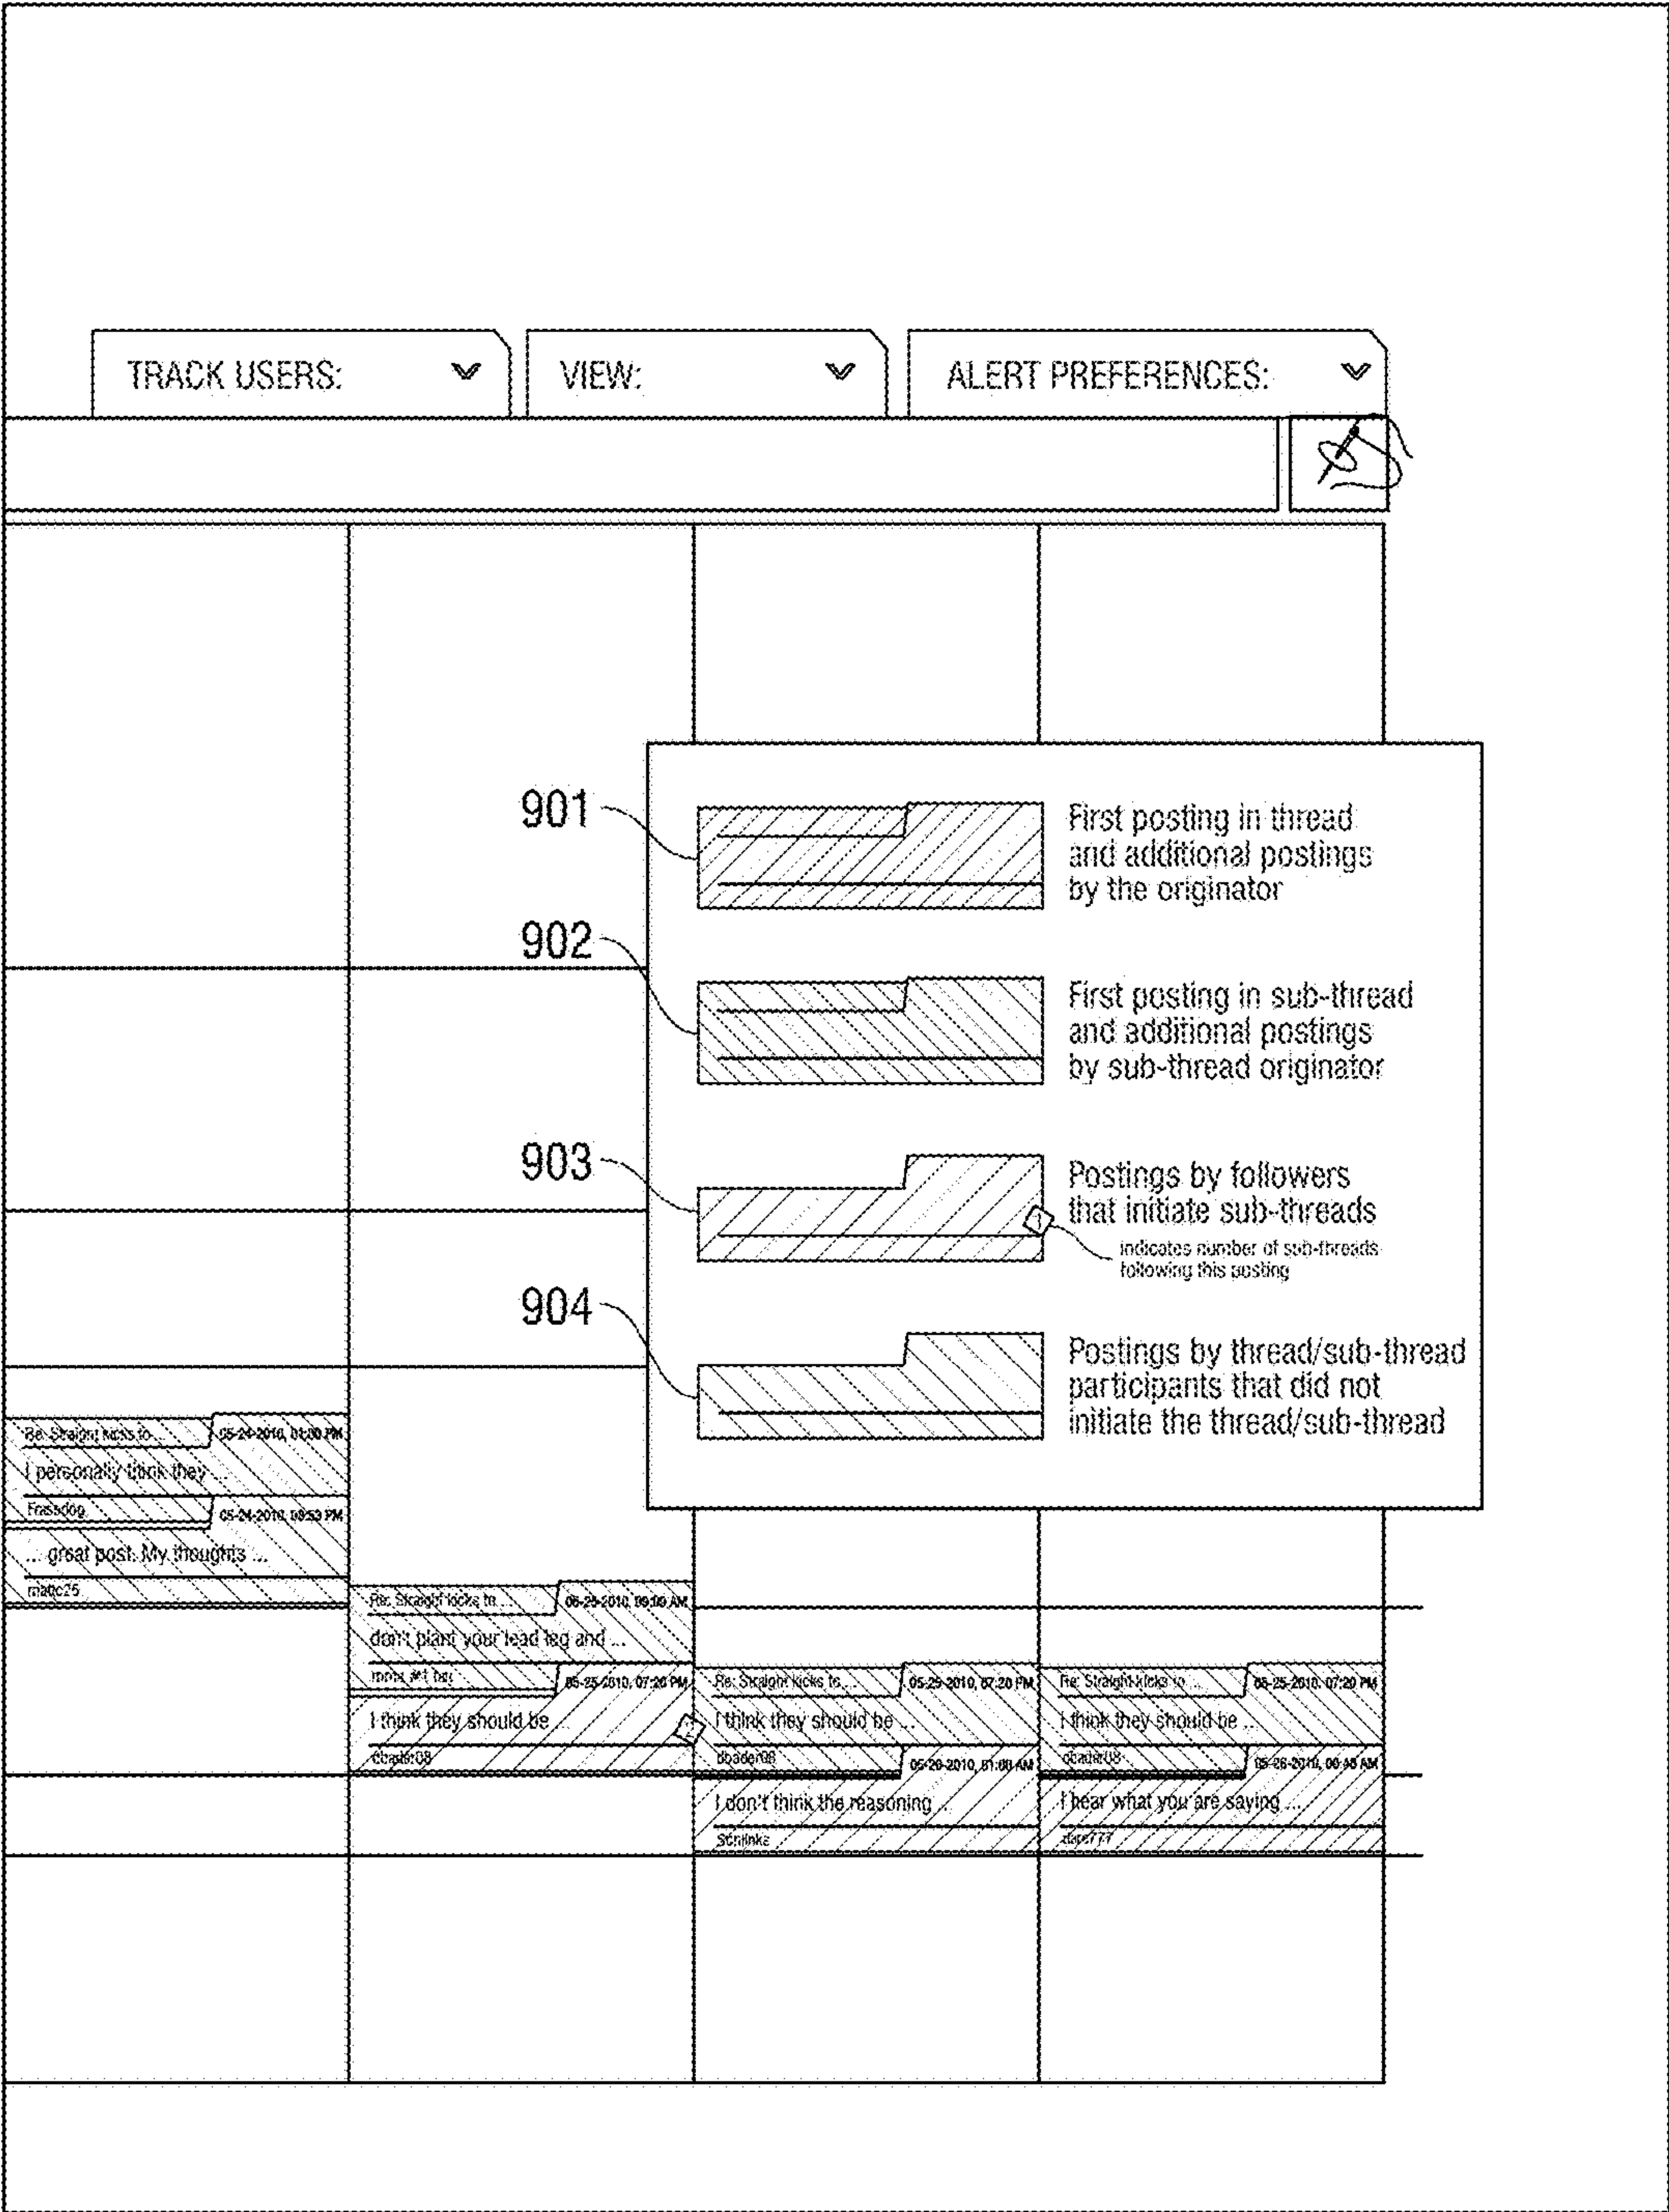 TRACK USERS:
VIEW:
ALERT PREFERENCES:
901
First posting in thread
and additional postings
by the originator
902
First posting in sub-thread
and additional postings
by sub-thread originator
903
Postings by followers
that initiate sub-threads
indicates number of sub-threads
following this posting
904
Postings by thread/sub-thread
participants that did not
initiate the thread/sub-thread
Re: Straight kicks to ...
05-24-2010, 01:00 PM
I personally think they ...
05-24-2010, 09:53 PM
... great post. My thoughts ...
matic25
Re: Straight kicks to ...
05-25-2010, 09:09 AM
don't plant your lead leg and ...
05-25-2010, 07:20 PM
I think they should be ...
dbader08
Re: Straight kicks to ...
05-25-2010, 07:20 PM
I think they should be ...
dbader08
I don't think the reasoning ...
Re: Straight kicks to ...
05-25-2010, 07:20 PM
I think they should be ...
dbader08
I hear what you are saying ...